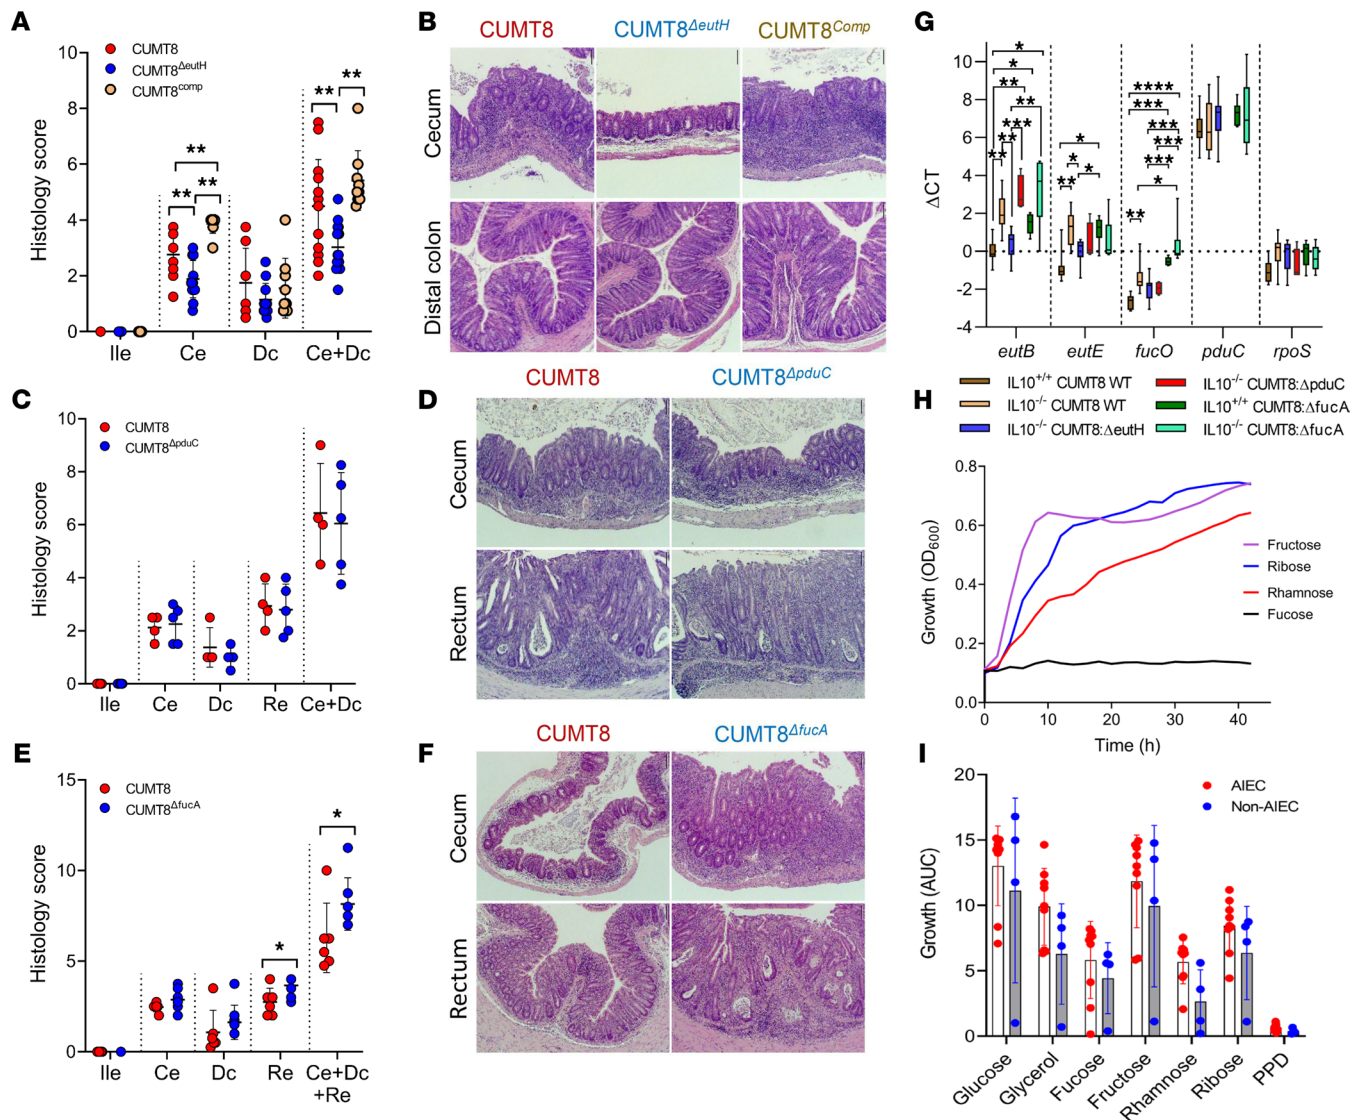 A
CUMT8
CUMT8ΔeutH
CUMT8comp
Histology score
10
8
6
4
2
0
**
**
**
**
**
Ile
Ce
Dc
Ce+Dc
B
CUMT8
CUMT8ΔeutH
CUMT8Comp
Cecum
Distal colon
C
CUMT8
CUMT8ΔpduC
Histology score
10
8
6
4
2
0
Ile
Ce
Dc
Re
Ce+Dc
D
CUMT8
CUMT8ΔpduC
Cecum
Rectum
E
CUMT8
CUMT8ΔfucA
Histology score
15
10
5
0
*
*
Ile
Ce
Dc
Re
Ce+Dc
+Re
F
CUMT8
CUMT8ΔfucA
Cecum
Rectum
G
ΔCT
8
6
4
2
0
-2
-4
*
*
**
**
***
**
**
*
*
*
**
****
***
***
***
***
*
**
eutB
eutE
fucO
pduC
rpoS
IL10+/+ CUMT8 WT
IL10-/- CUMT8 WT
IL10-/- CUMT8:ΔeutH
IL10-/- CUMT8:ΔpduC
IL10+/+ CUMT8:ΔfucA
IL10-/- CUMT8:ΔfucA
H
Growth (OD600)
0.8
0.6
0.4
0.2
0.0
0
10
20
30
40
Time (h)
Fructose
Ribose
Rhamnose
Fucose
I
Growth (AUC)
20
15
10
5
0
AIEC
Non-AIEC
Glucose
Glycerol
Fucose
Fructose
Rhamnose
Ribose
PPD